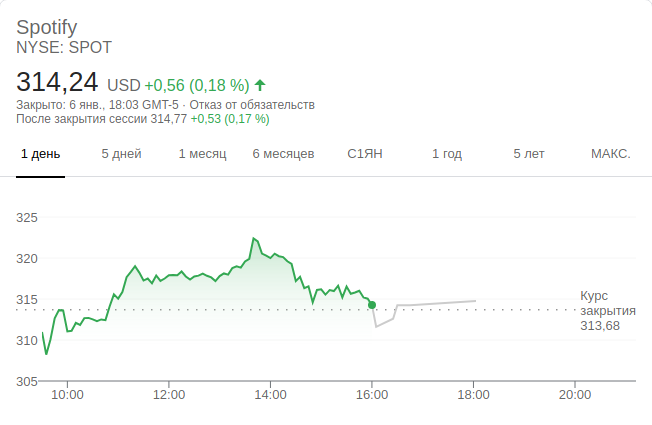 Spotify
NYSE: SPOT
314,24 USD +0,56 (0,18 %)
Закрыто: 6 янв., 18:03 GMT-5 · Отказ от обязательств
После закрытия сессии 314,77 +0,53 (0,17 %)
1 день 5 дней 1 месяц 6 месяцев С1ЯН 1 год 5 лет МАКС.
325
320
315
310
305
Курс
закрытия
313,68
10:00 12:00 14:00 16:00 18:00 20:00